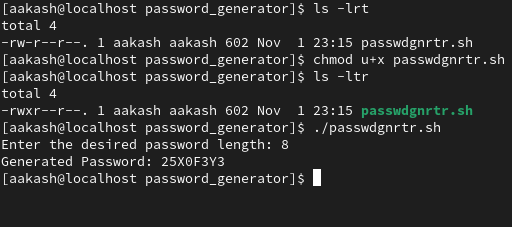 [aakash@localhost password_generator]$ ls -lrt
total 4
-rw-r--r--. 1 aakash aakash 602 Nov  1 23:15 passwdgnrtr.sh
[aakash@localhost password_generator]$ chmod u+x passwdgnrtr.sh
[aakash@localhost password_generator]$ ls -ltr
total 4
-rwxr--r--. 1 aakash aakash 602 Nov  1 23:15 passwdgnrtr.sh
[aakash@localhost password_generator]$ ./passwdgnrtr.sh
Enter the desired password length: 8
Generated Password: 25X0F3Y3
[aakash@localhost password_generator]$